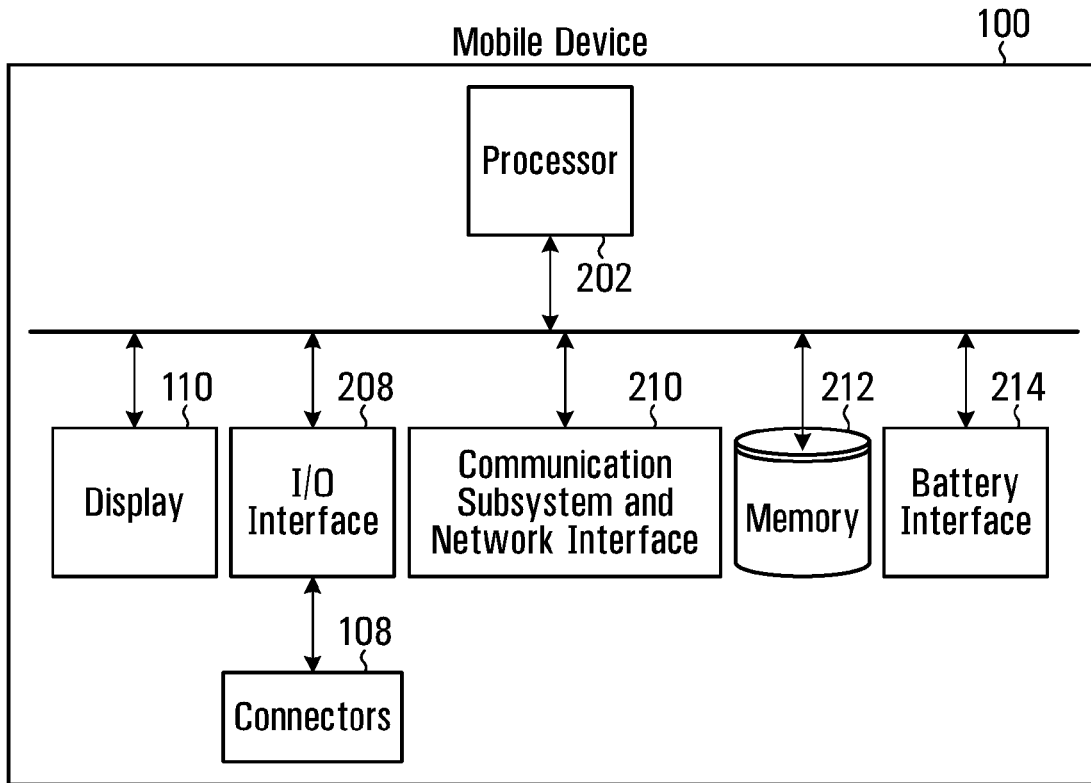 100
Mobile Device
Processor
202
110
208
210
212
214
Display
I/O
Interface
Communication
Subsystem and
Network Interface
Memory
Battery
Interface
108
Connectors